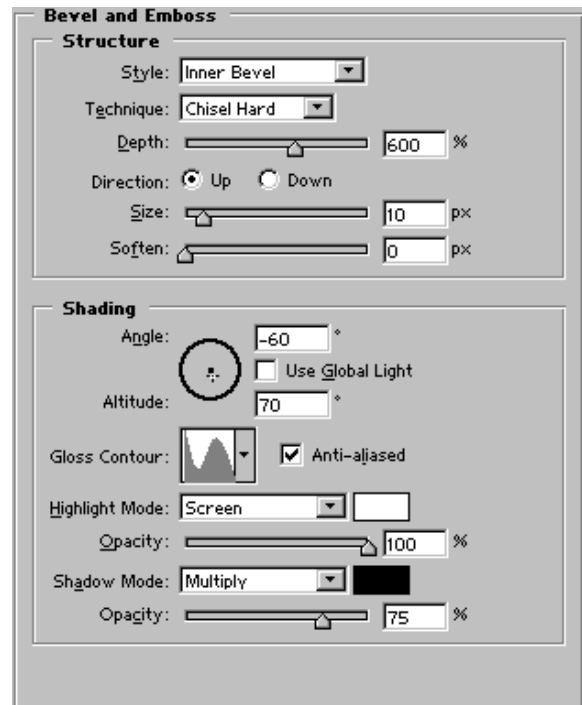 Bevel and Emboss
Structure
Style: Inner Bevel
Technique: Chisel Hard
Depth: 600 %
Direction: Up Down
Size: 10 px
Soften: 0 px
Shading
Angle: -60 °
Use Global Light
Altitude: 70 °
Gloss Contour: Anti-aliased
Highlight Mode: Screen
Opacity: 100 %
Shadow Mode: Multiply
Opacity: 75 %